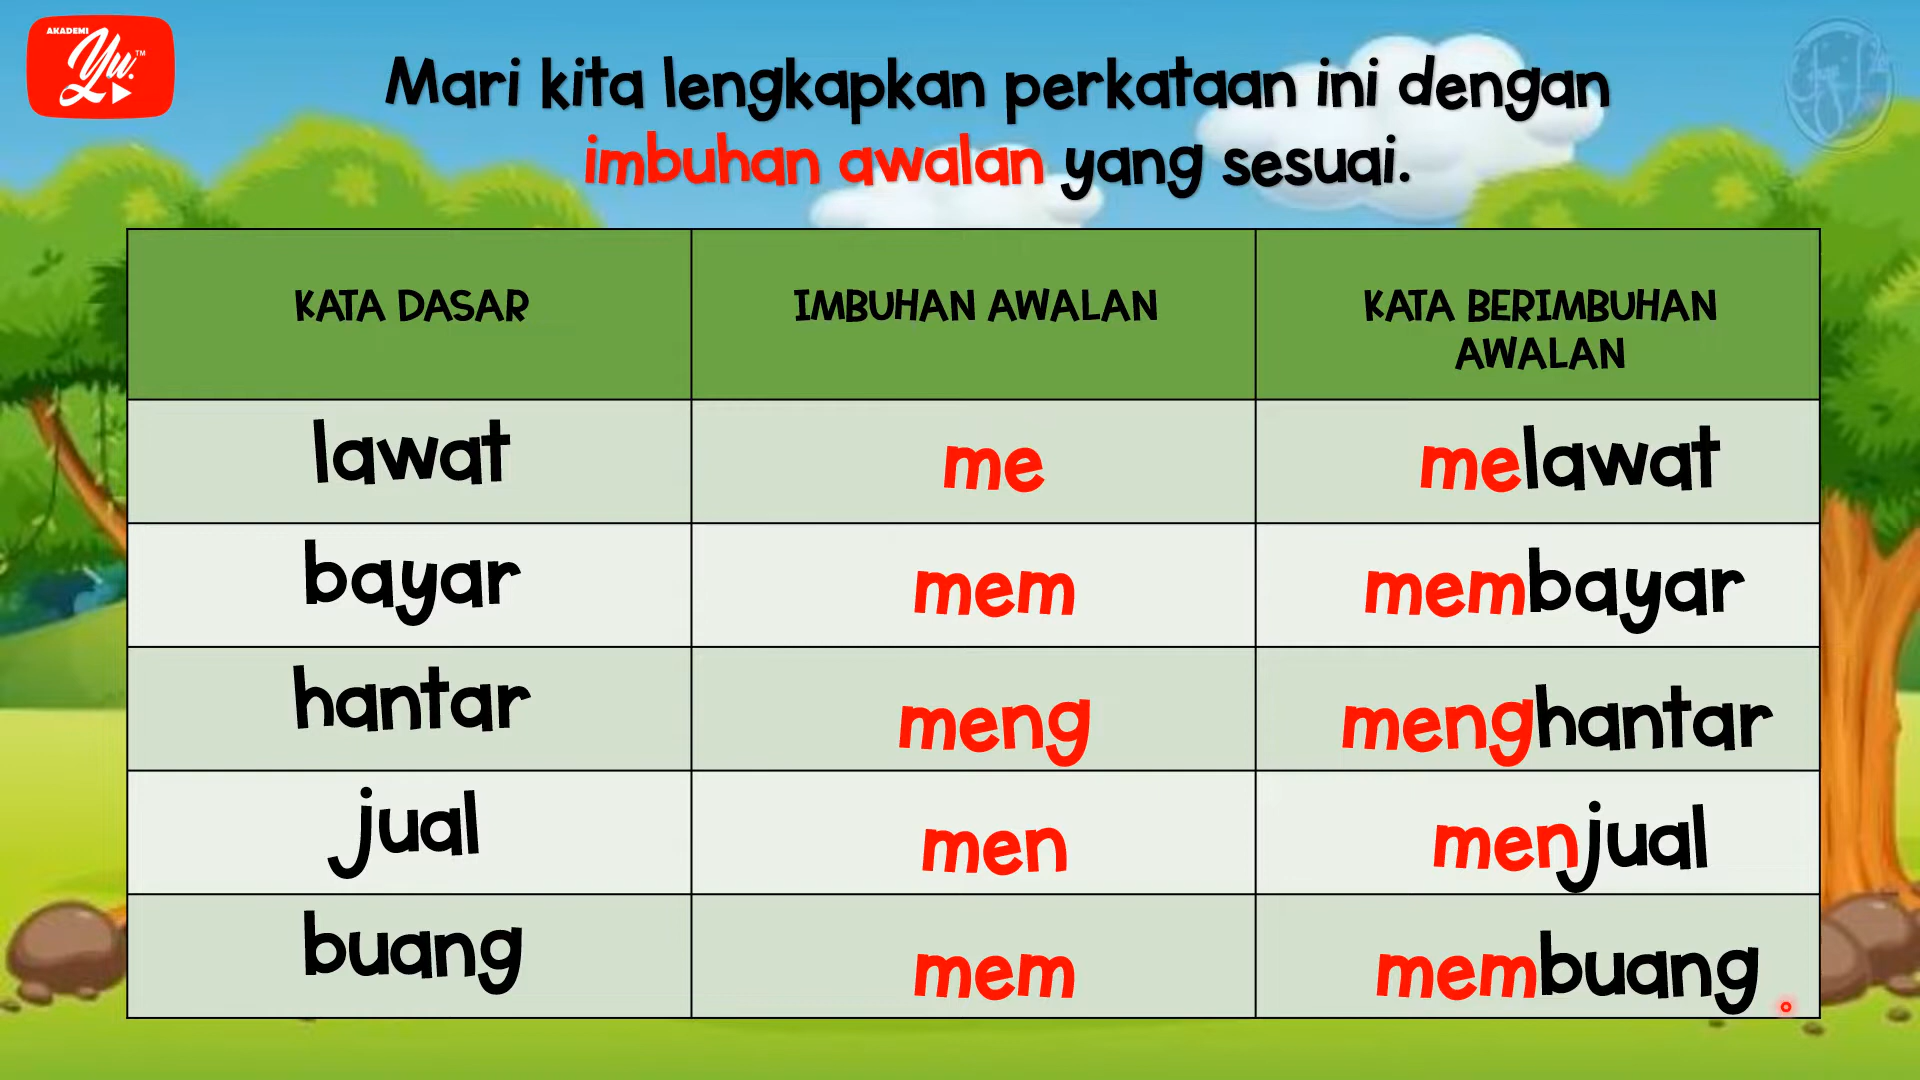 AKADEMI
Yu.™
Mari kita lengkapkan perkataan ini dengan
imbuhan awalan yang sesuai.
KATA DASAR IMBUHAN AWALAN KATA BERIMBUHAN
AWALAN
lawat me melawat
bayar mem membayar
hantar meng menghantar
jual men menjual
buang mem membuang